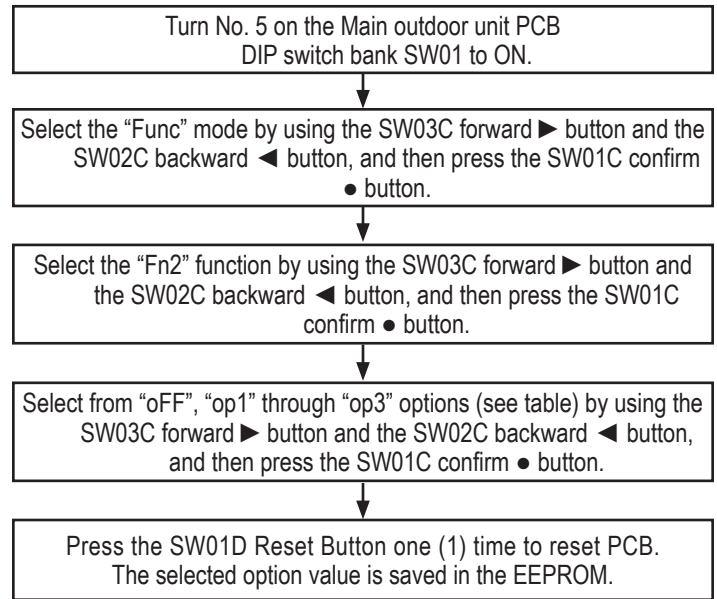 Turn No. 5 on the Main outdoor unit PCB
DIP switch bank SW01 to ON.
Select the “Func” mode by using the SW03C forward ► button and the
SW02C backward ◄ button, and then press the SW01C confirm
● button.
Select the “Fn2” function by using the SW03C forward ► button and
the SW02C backward ◄ button, and then press the SW01C
confirm ● button.
Select from “oFF”, “op1” through “op3” options (see table) by using the
SW03C forward ► button and the SW02C backward ◄ button,
and then press the SW01C confirm ● button.
Press the SW01D Reset Button one (1) time to reset PCB.
The selected option value is saved in the EEPROM.